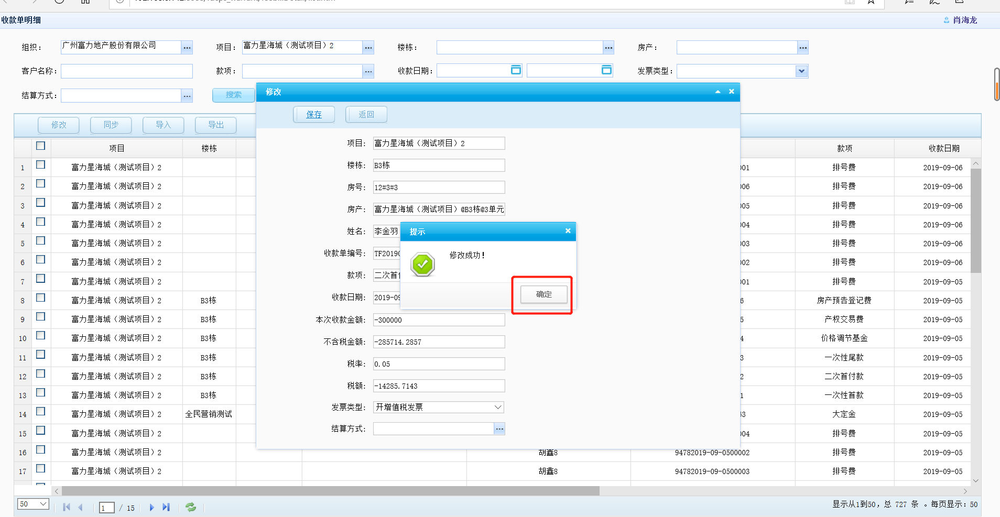 收款单明细
肖海龙
组织： 广州富力地产股份有限公司 ... 项目： 富力星海城（测试项目）2 ... 楼栋： ... 房产： ...
客户名称： 款项： ... 收款日期： 发票类型：
结算方式： ... 搜索
修改 同步 导入 导出
修改
保存 返回
项目： 富力星海城（测试项目）2
楼栋： B3栋
房号： 12#3#3
房产： 富力星海城（测试项目）@B3栋@3单元
姓名： 李金羽
收款单编号： TF2019
款项： 二次首
收款日期： 2019-0
本次收款金额： -300000
不含税金额： -285714.2857
税率： 0.05
税额： -14285.7143
发票类型： 开增值税发票
结算方式： ...
提示
修改成功！
确定
项目 楼栋 款项 收款日期
1 富力星海城（测试项目）2 001 排号费 2019-09-06
2 富力星海城（测试项目）2 006 排号费 2019-09-06
3 富力星海城（测试项目）2 005 排号费 2019-09-06
4 富力星海城（测试项目）2 004 排号费 2019-09-06
5 富力星海城（测试项目）2 003 排号费 2019-09-06
6 富力星海城（测试项目）2 002 排号费 2019-09-06
7 富力星海城（测试项目）2 001 排号费 2019-09-05
8 富力星海城（测试项目）2 B3栋 6 房产预告登记费 2019-09-05
9 富力星海城（测试项目）2 B3栋 5 产权交易费 2019-09-05
10 富力星海城（测试项目）2 B3栋 4 价格调节基金 2019-09-05
11 富力星海城（测试项目）2 B3栋 3 一次性尾款 2019-09-05
12 富力星海城（测试项目）2 B3栋 2 二次首付款 2019-09-05
13 富力星海城（测试项目）2 B3栋 1 一次性首款 2019-09-05
14 富力星海城（测试项目）2 全民营销测试 3 大定金 2019-09-05
15 富力星海城（测试项目）2 004 排号费 2019-09-05
16 富力星海城（测试项目）2 胡鑫8 94782019-09-0500002 排号费 2019-09-05
17 富力星海城（测试项目）2 胡鑫8 94782019-09-0500003 排号费 2019-09-05
50 1 / 15 显示从1到50，总 727 条 。每页显示：50